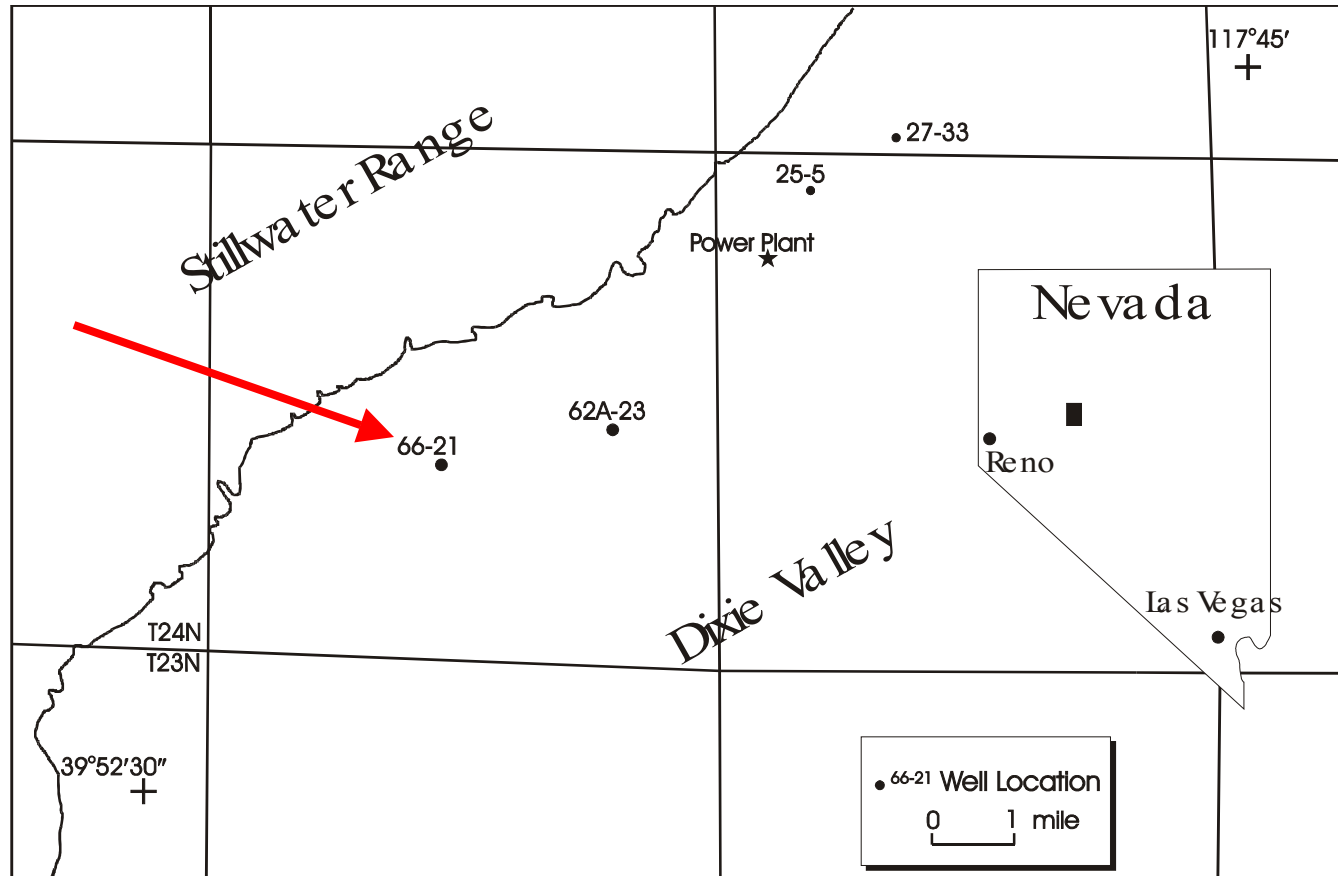 117°45'
27-33
Stillwater Range
25-5
Power Plant
Nevada
62A-23
66-21
Reno
Dixie Valley
Las Vegas
T24N
T23N
39°52'30"
66-21 Well Location
0 1 mile